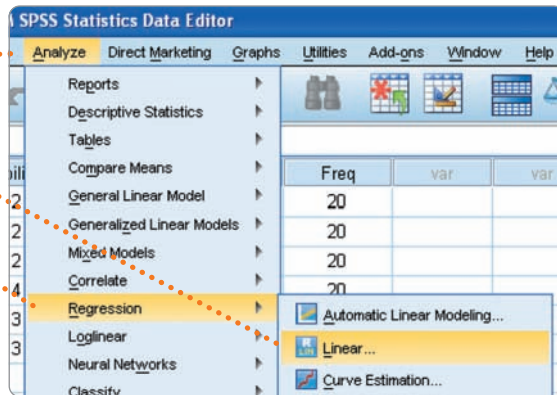 SPSS Statistics Data Editor
Analyze Direct Marketing Graphs Utilities Add-ons Window Help
Reports
Descriptive Statistics
Tables
Compare Means
General Linear Model
Generalized Linear Models
Mixed Models
Correlate
Regression
Loglinear
Neural Networks
Classify
Freq var var
2 20
2 20
2 20
4 20
3
3
Automatic Linear Modeling...
R LIN Linear...
Curve Estimation...